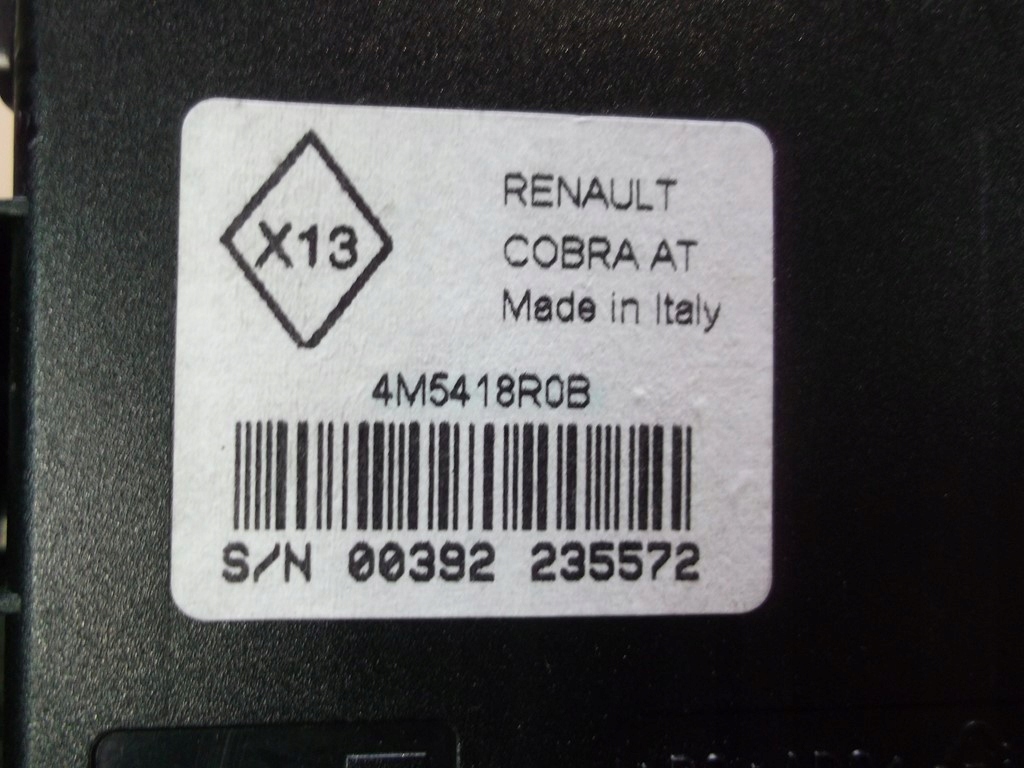 X13
RENAULT
COBRA AT
Made in Italy
4M5418R0B
S/N 00392 235572